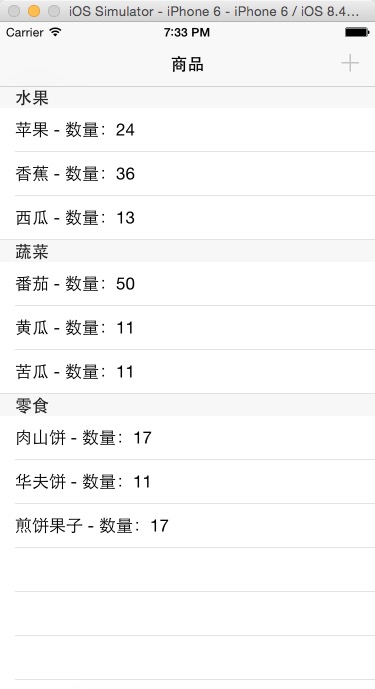 iOS Simulator - iPhone 6 - iPhone 6 / iOS 8.4...
Carrier 7:33 PM
商品 +
水果
苹果 - 数量：24
香蕉 - 数量：36
西瓜 - 数量：13
蔬菜
番茄 - 数量：50
黄瓜 - 数量：11
苦瓜 - 数量：11
零食
肉山饼 - 数量：17
华夫饼 - 数量：11
煎饼果子 - 数量：17